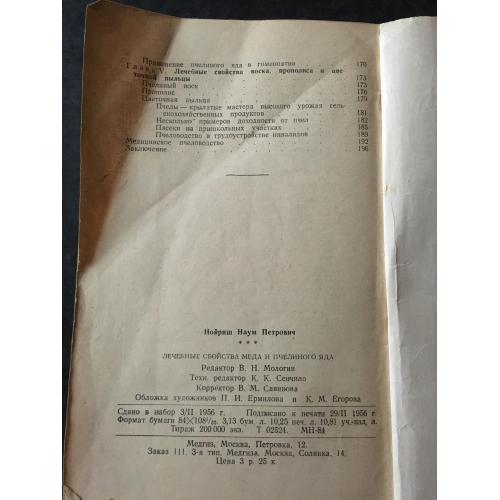 Применение пчелиного яда в гомеопатии 170
Глава V. Лечебные свойства воска, прополиса и цве-
точной пыльцы 173
Пчелиный воск 173
Прополис 176
Цветочная пыльца 179
Пчелы — крылатые мастера высокого урожая сель-
скохозяйственных продуктов 181
Несколько примеров доходности от пчел 182
Пасеки на пришкольных участках 185
Пчеловодство в трудоустройстве инвалидов 189
Медицинское пчеловодство 192
Заключение 196
Нойриш Наум Петрович
* * *
ЛЕЧЕБНЫЕ СВОЙСТВА МЕДА И ПЧЕЛИНОГО ЯДА
Редактор В. Н. Мологин
Техн. редактор К. К. Сенчило
Корректор В. М. Савинова
Обложка художников П. И. Ермилова и К. М. Егорова
Сдано в набор 3/II 1956 г. Подписано к печати 29/II 1956 г.
Формат бумаги 84×108¹/₃₂. 3,13 бум. л. 10,25 печ. л. 10,81 уч.-изд. л.
Тираж 200 000 экз. Т 02524. МН-84
Медгиз, Москва, Петровка, 12.
Заказ 111. 3-я тип. Медгиза, Москва, Солянка, 14.
Цена 3 р. 25 к.